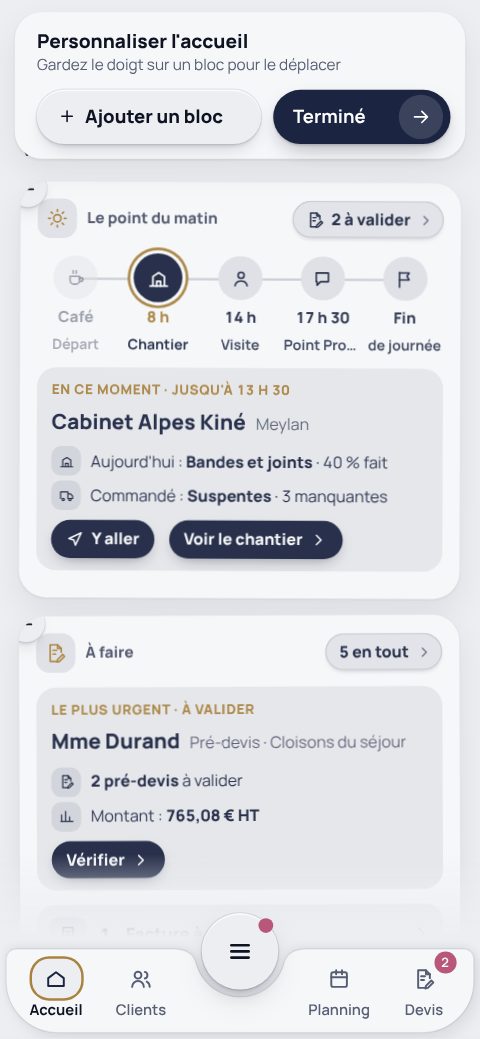 Personnaliser l'accueil
Gardez le doigt sur un bloc pour le déplacer
+ Ajouter un bloc
Terminé
Le point du matin
2 à valider
Café
8 h
14 h
17 h 30
Fin
Départ
Chantier
Visite
Point Pro...
de journée
EN CE MOMENT · JUSQU'À 13 H 30
Cabinet Alpes Kiné Meylan
Aujourd'hui : Bandes et joints · 40 % fait
Commandé : Suspentes · 3 manquantes
Y aller
Voir le chantier
À faire
5 en tout
LE PLUS URGENT · À VALIDER
Mme Durand Pré-devis · Cloisons du séjour
2 pré-devis à valider
Montant : 765,08 € HT
Vérifier
1 Facture à
2
Accueil
Clients
Planning
Devis